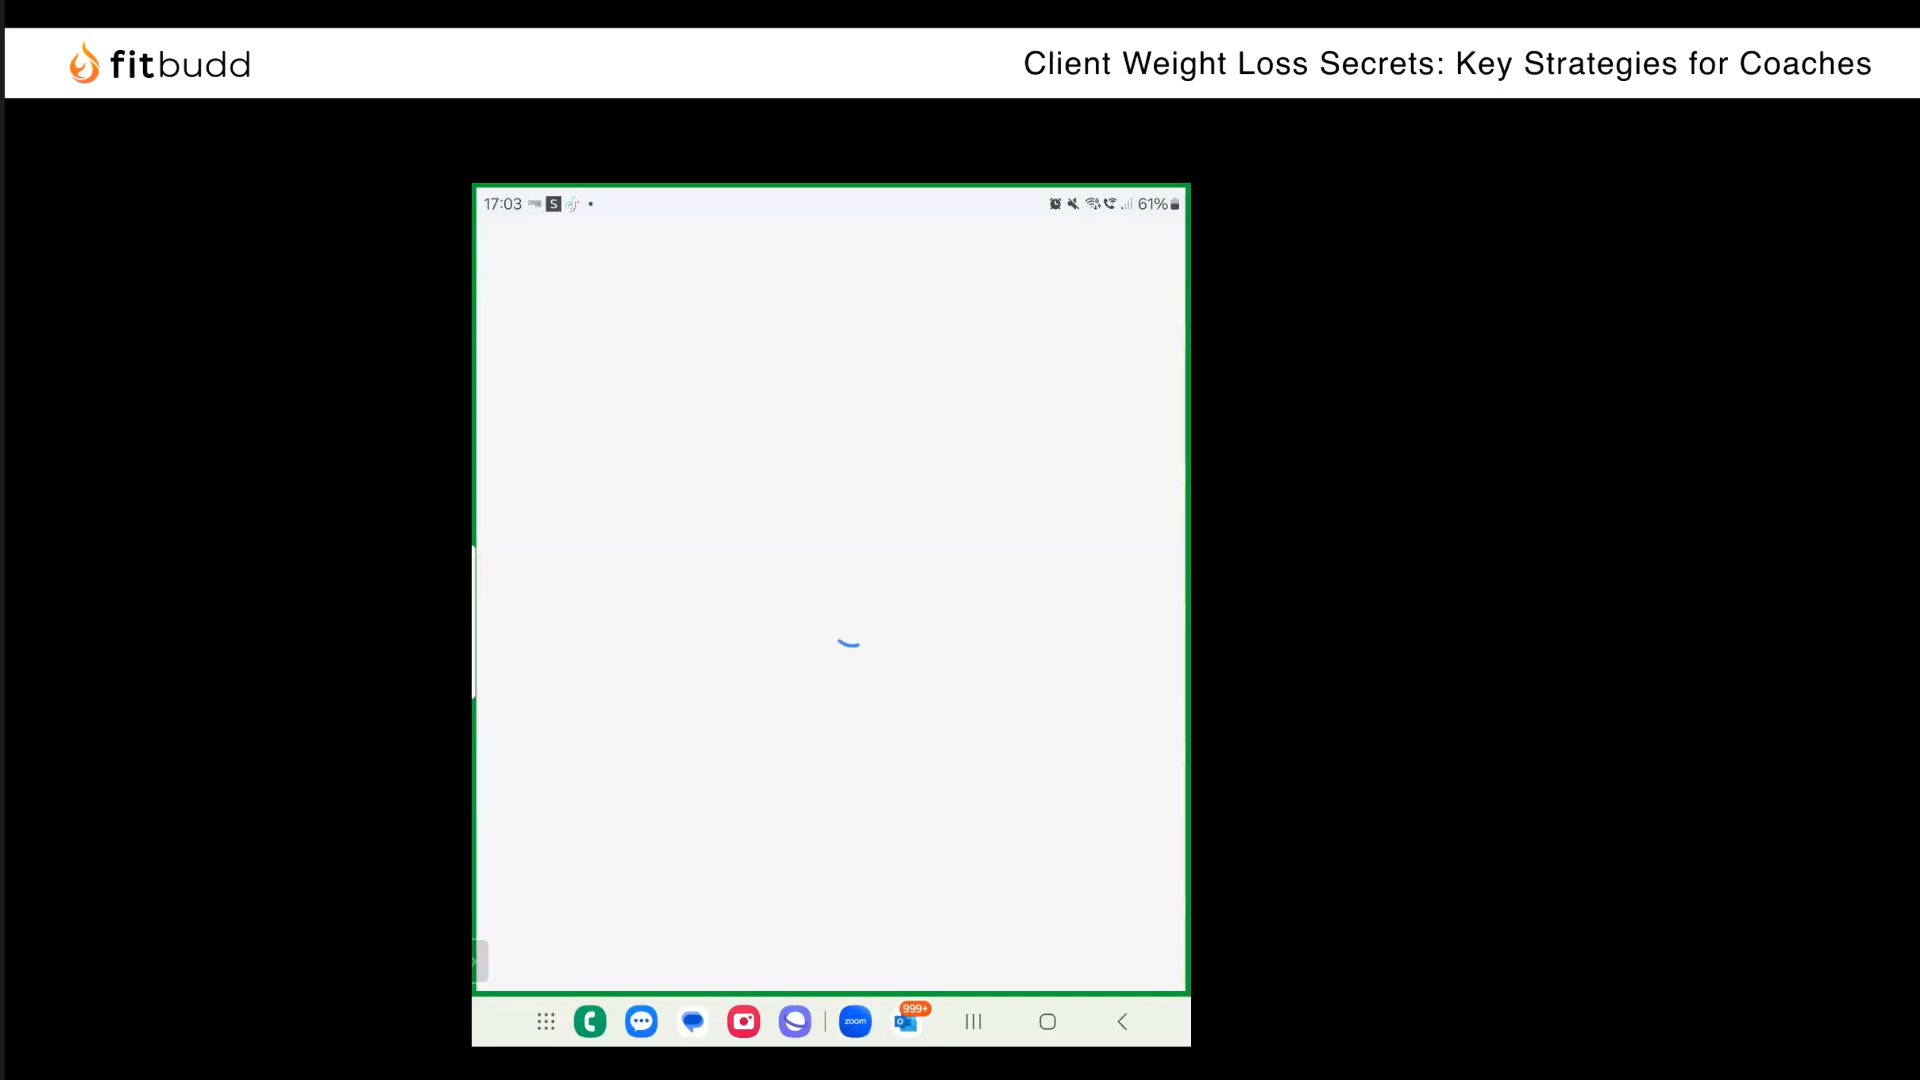 fitbudd
Client Weight Loss Secrets: Key Strategies for Coaches
17:03 S 61%
zoom
999+